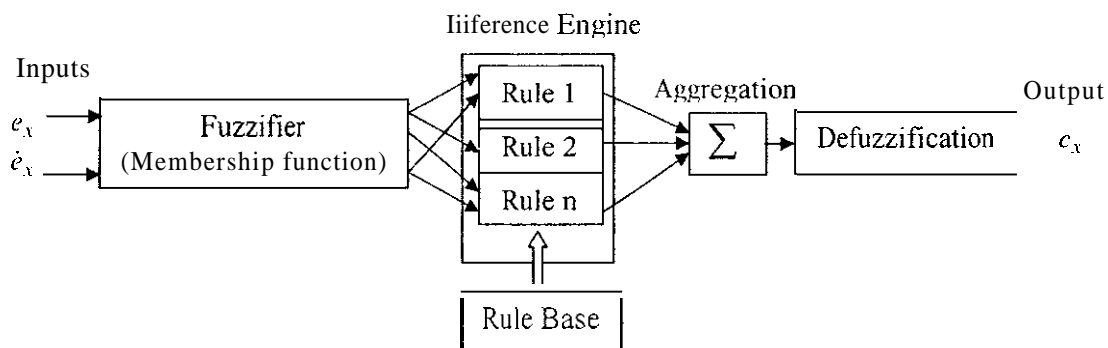 Iiiference Engine
Inputs
Rule 1
Aggregation
Output
e_x
Fuzzifier
Σ
Defuzzification
c_x
(Membership function)
Rule 2
ė_x
Rule n
Rule Base